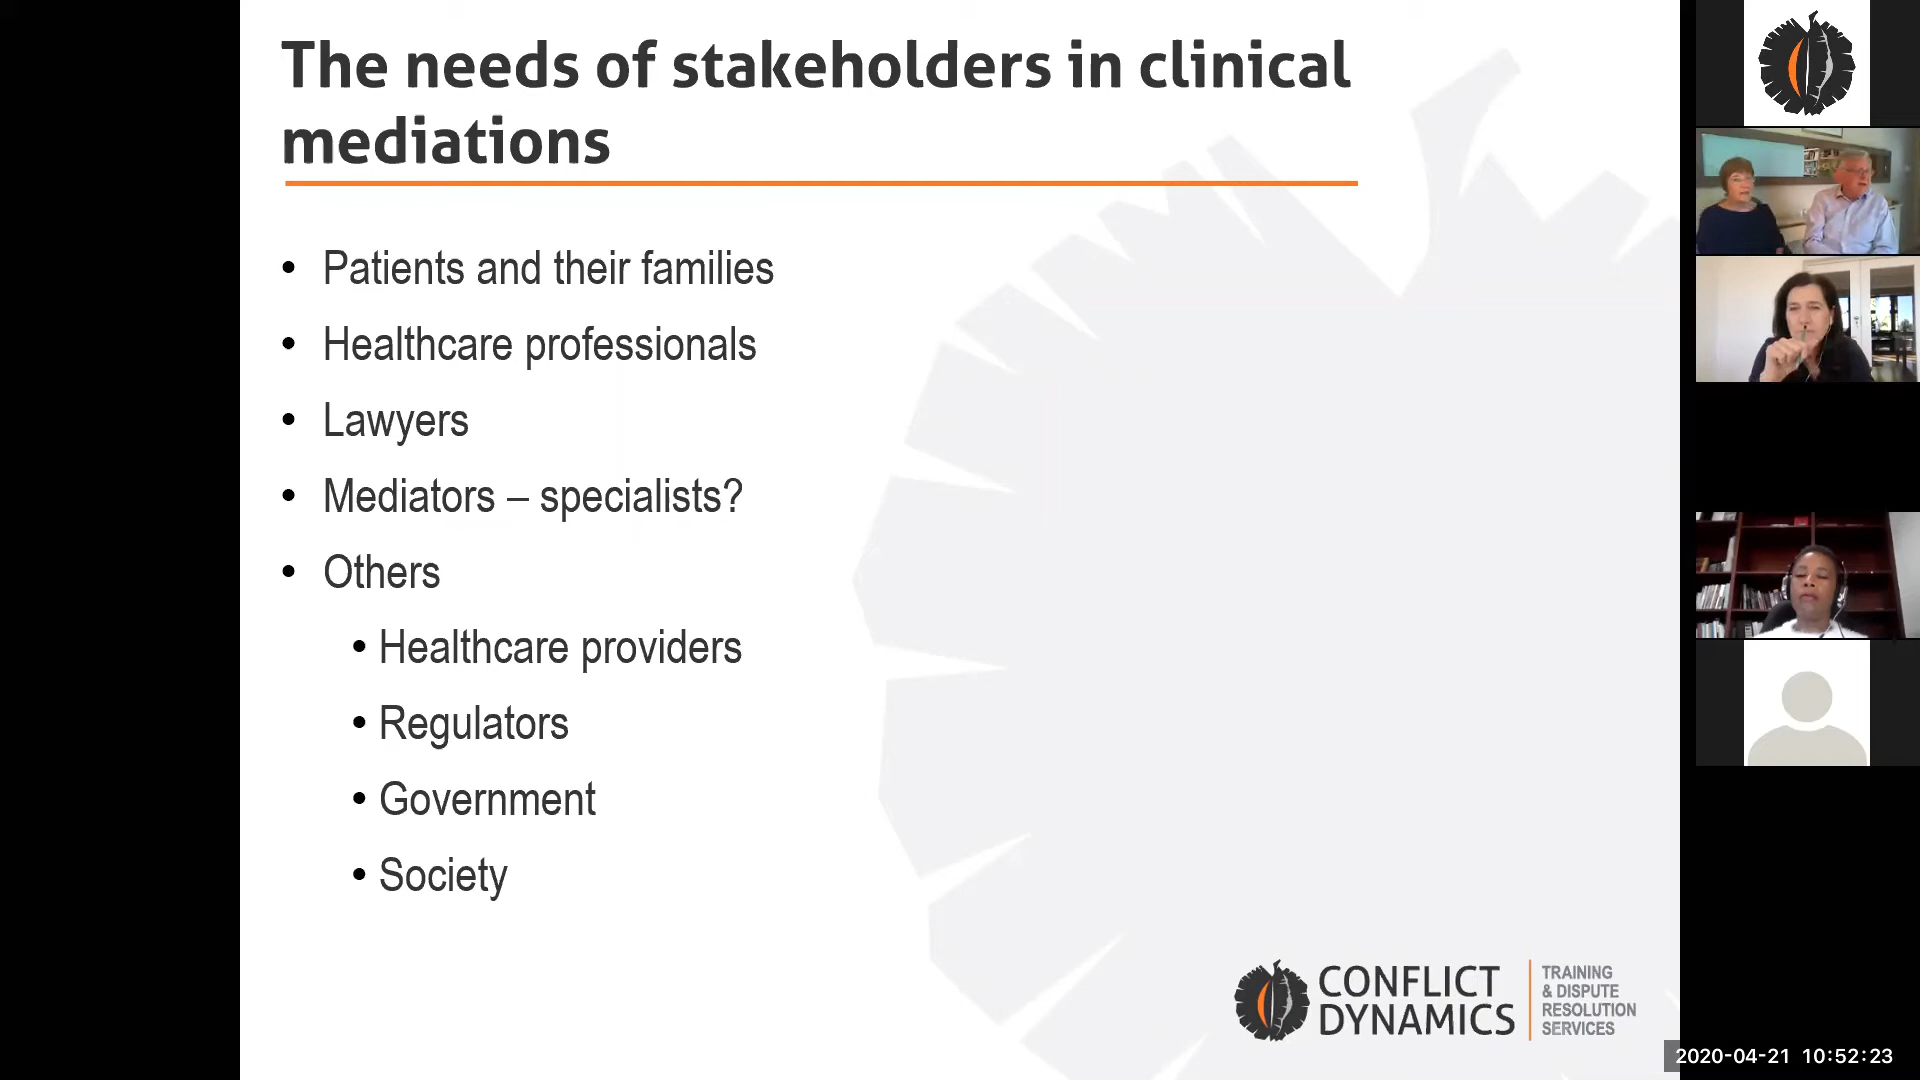 The needs of stakeholders in clinical
mediations
• Patients and their families
• Healthcare professionals
• Lawyers
• Mediators – specialists?
• Others
• Healthcare providers
• Regulators
• Government
• Society
CONFLICT
DYNAMICS
TRAINING
& DISPUTE
RESOLUTION
SERVICES
2020-04-21 10:52:23